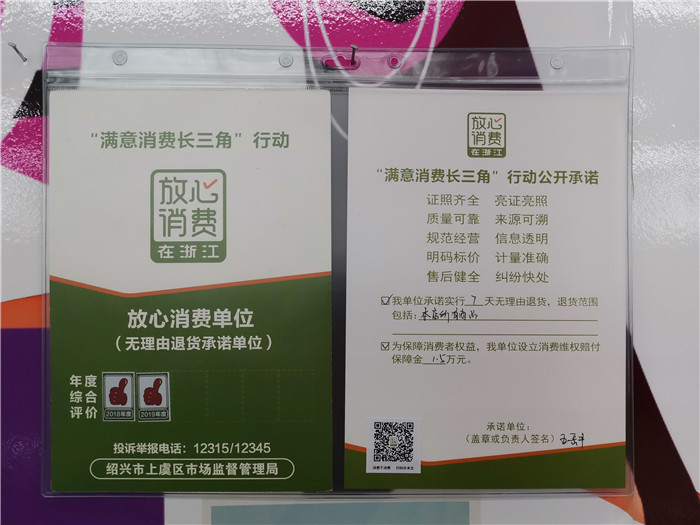 “满意消费长三角”行动
放心
消费
在浙江
放心消费单位
（无理由退货承诺单位）
年度
综合
评价
2018年度 2019年度
投诉举报电话：12315/12345
绍兴市上虞区市场监督管理局
放心
消费
在浙江
“满意消费长三角”行动公开承诺
证照齐全 亮证亮照
质量可靠 来源可溯
规范经营 信息透明
明码标价 计量准确
售后健全 纠纷快处
我单位承诺实行 7 天无理由退货，退货范围
包括：本店所有商品
为保障消费者权益，我单位设立消费维权赔付
保障金 1.5 万元。
承诺单位：
（盖章或负责人签名）